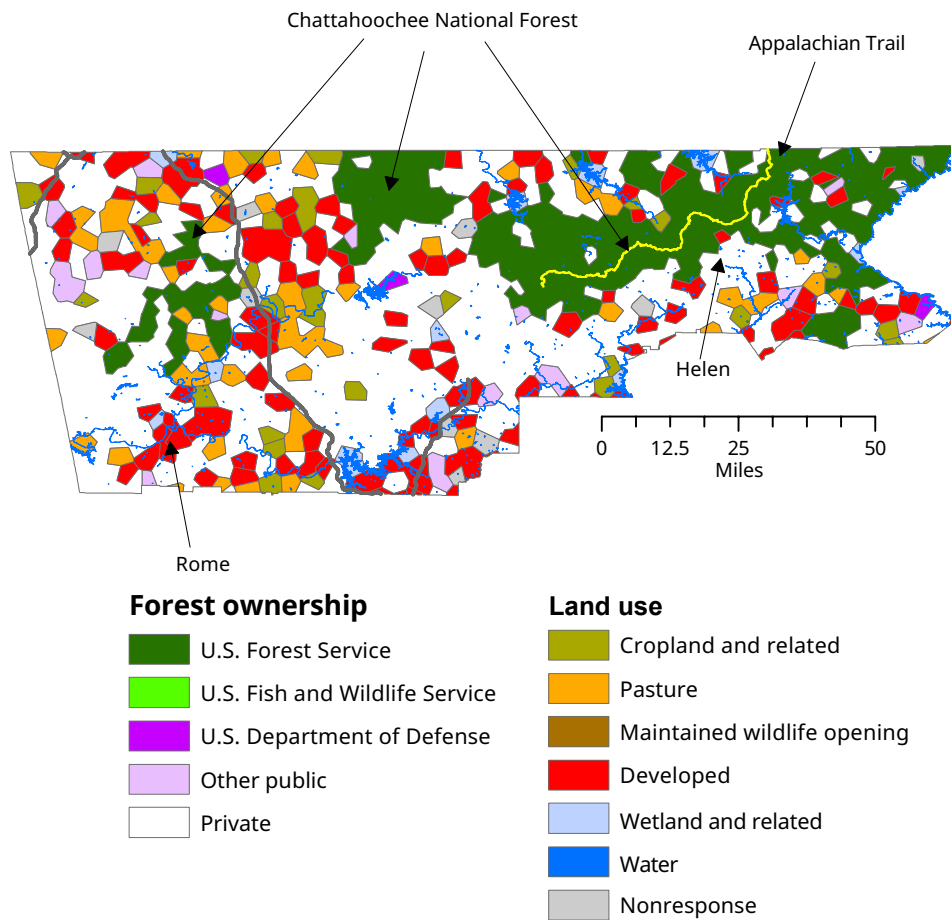 Chattahoochee National Forest
Appalachian Trail
Helen
0 12.5 25 50
Miles
Rome
Forest ownership
U.S. Forest Service
U.S. Fish and Wildlife Service
U.S. Department of Defense
Other public
Private
Land use
Cropland and related
Pasture
Maintained wildlife opening
Developed
Wetland and related
Water
Nonresponse